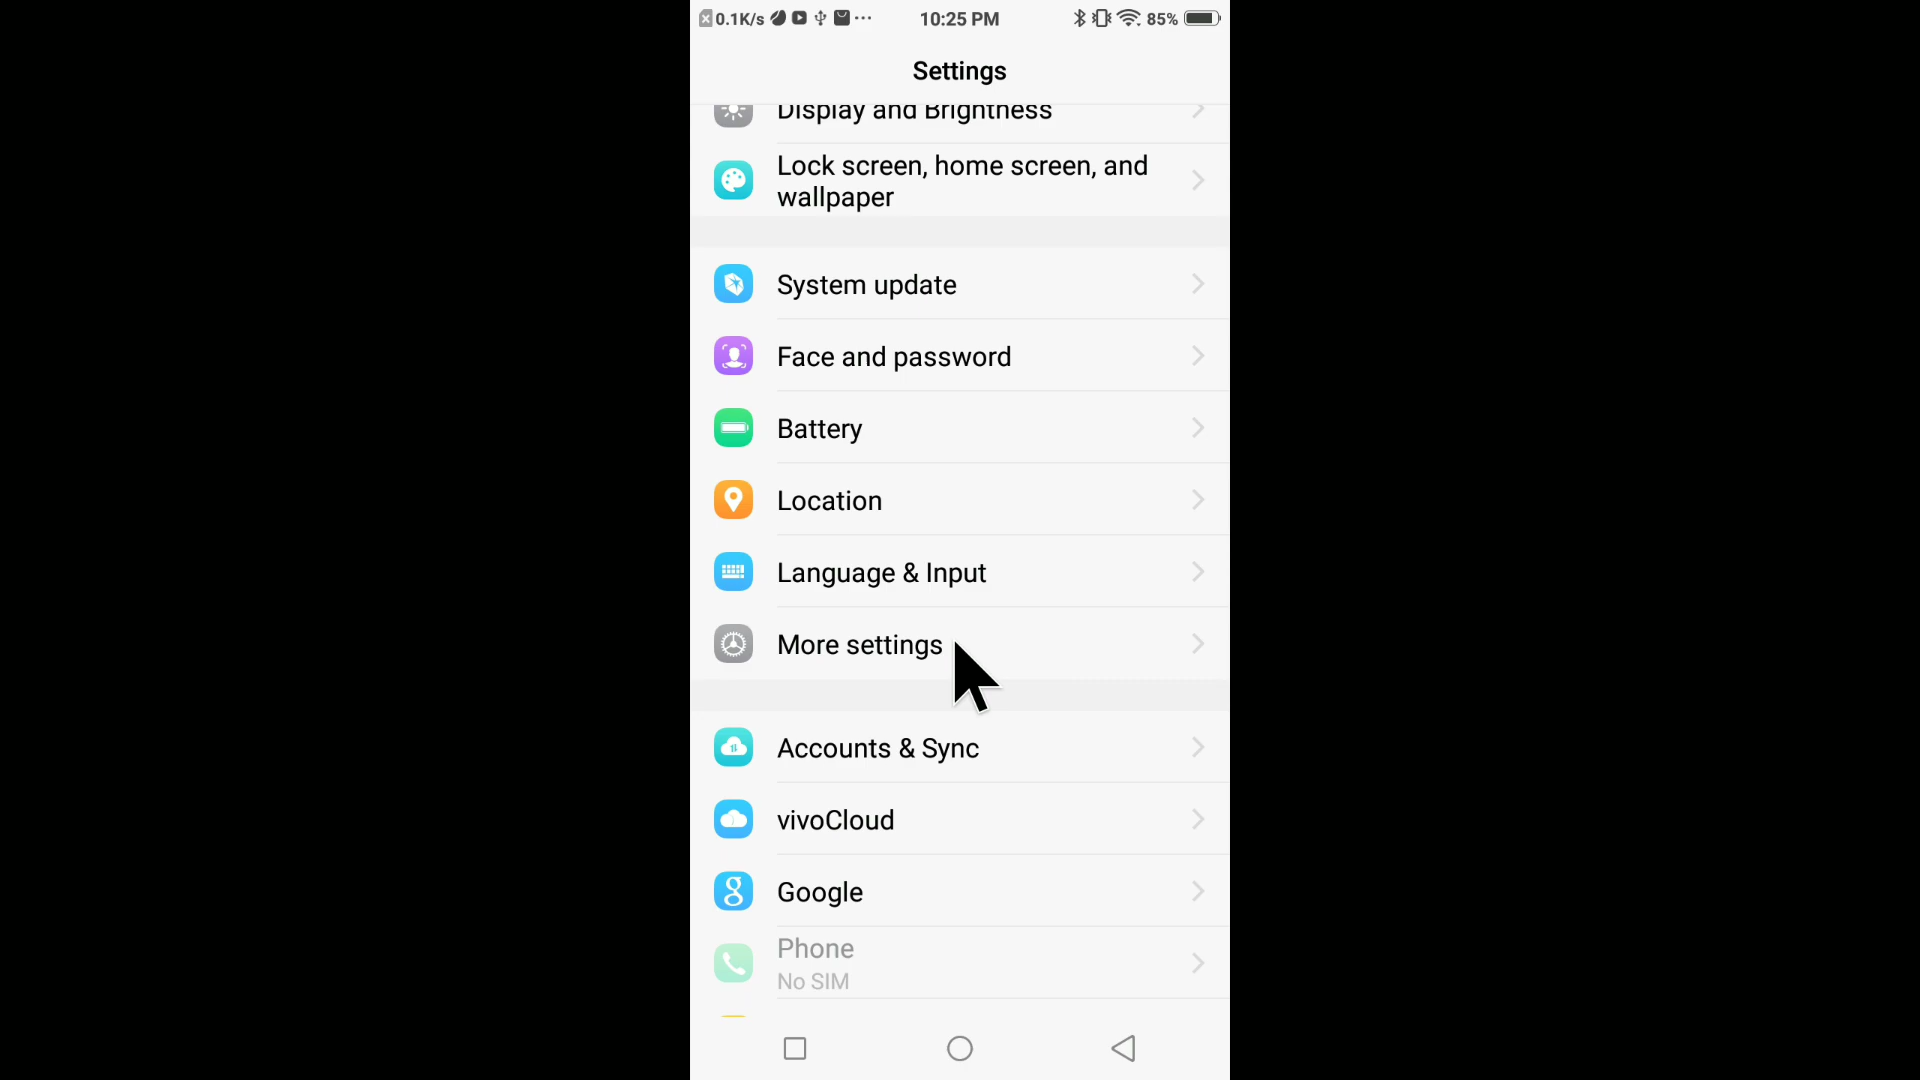 0.1K/s 10:25 PM 85%
Settings
Display and Brightness
Lock screen, home screen, and
wallpaper
System update
Face and password
Battery
Location
Language & Input
More settings
Accounts & Sync
vivoCloud
Google
Phone
No SIM